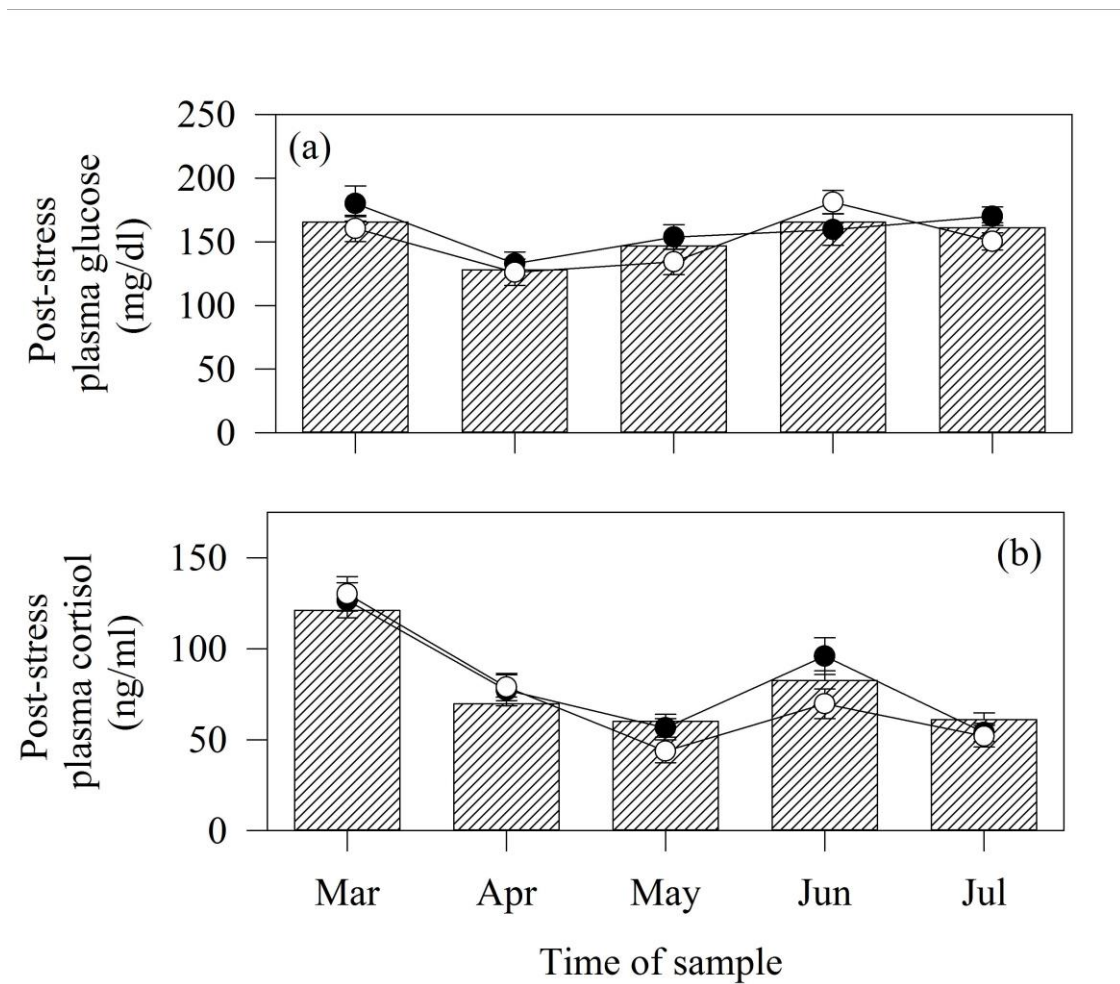 250
(a)
200
150
100
50
0
Post-stress
plasma glucose
(mg/dl)
150
(b)
100
50
0
Post-stress
plasma cortisol
(ng/ml)
Mar Apr May Jun Jul
Time of sample